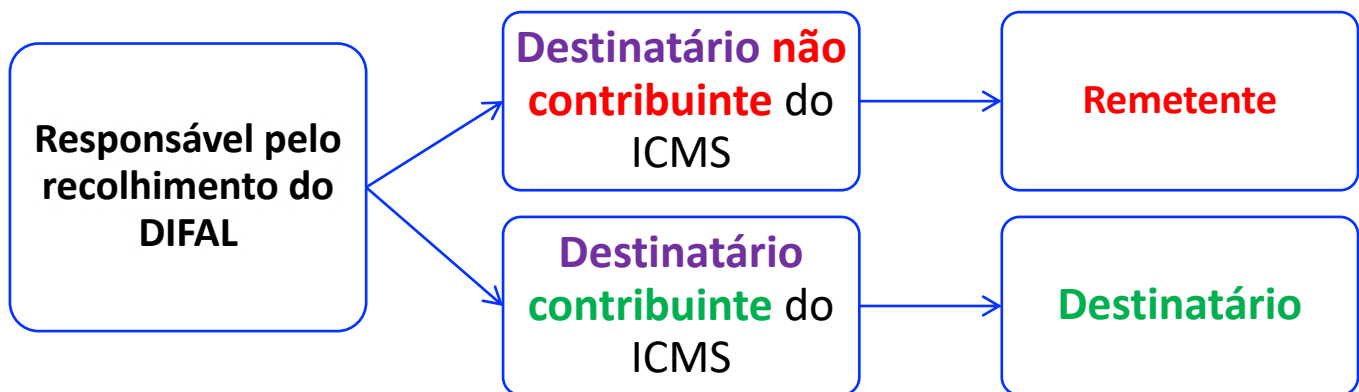 Responsável pelo
recolhimento do
DIFAL
Destinatário não
contribuinte do
ICMS
Remetente
Destinatário
contribuinte do
ICMS
Destinatário